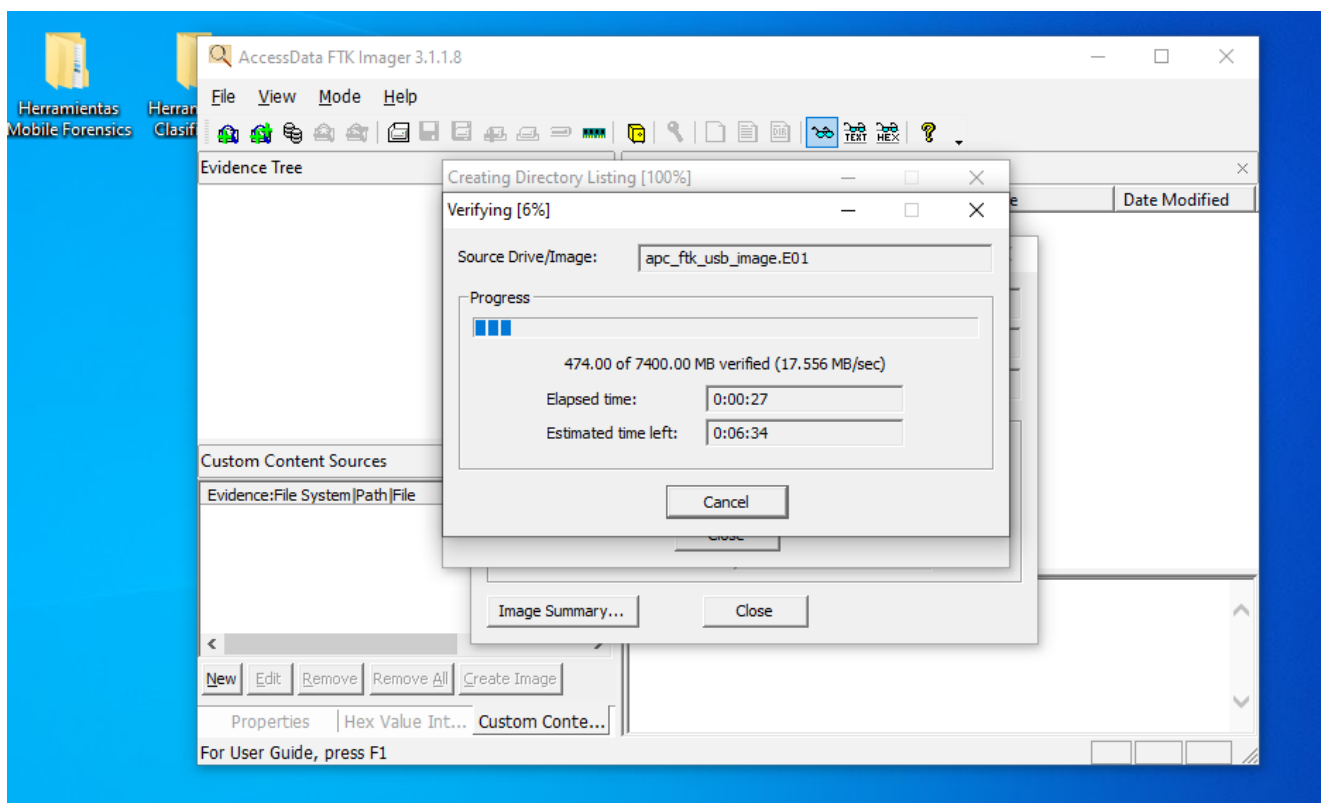 Herramientas
Mobile Forensics
Herran
Clasif
AccessData FTK Imager 3.1.1.8
File View Mode Help
TEXT HEX
DIR
Evidence Tree
Creating Directory Listing [100%]
Date Modified
Verifying [6%]
Source Drive/Image: apc_ftk_usb_image.E01
Progress
474.00 of 7400.00 MB verified (17.556 MB/sec)
Elapsed time: 0:00:27
Estimated time left: 0:06:34
Cancel
Close
Custom Content Sources
Evidence:File System|Path|File
Image Summary... Close
New Edit Remove Remove All Create Image
Properties Hex Value Int... Custom Conte...
For User Guide, press F1